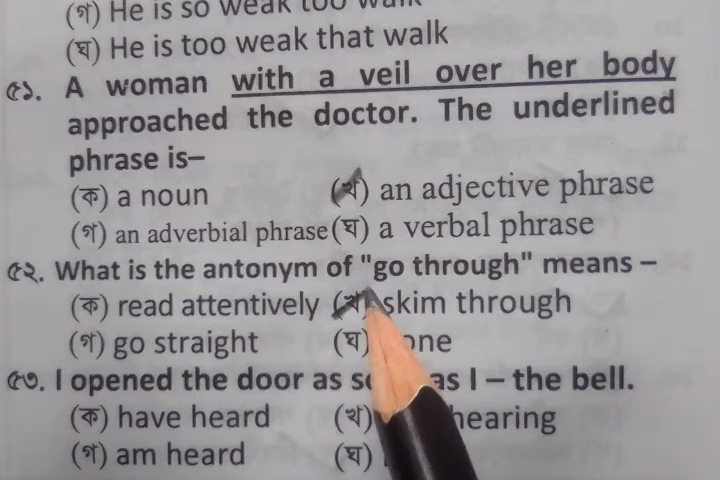 (গ) He is so weak too walk
(ঘ) He is too weak that walk
৫১. A woman with a veil over her body
approached the doctor. The underlined
phrase is–
(ক) a noun (খ) an adjective phrase
(গ) an adverbial phrase (ঘ) a verbal phrase
৫২. What is the antonym of "go through" means –
(ক) read attentively (খ) skim through
(গ) go straight (ঘ)
৫৩. I opened the door as as I – the bell.
(ক) have heard (খ) hearing
(গ) am heard (ঘ)